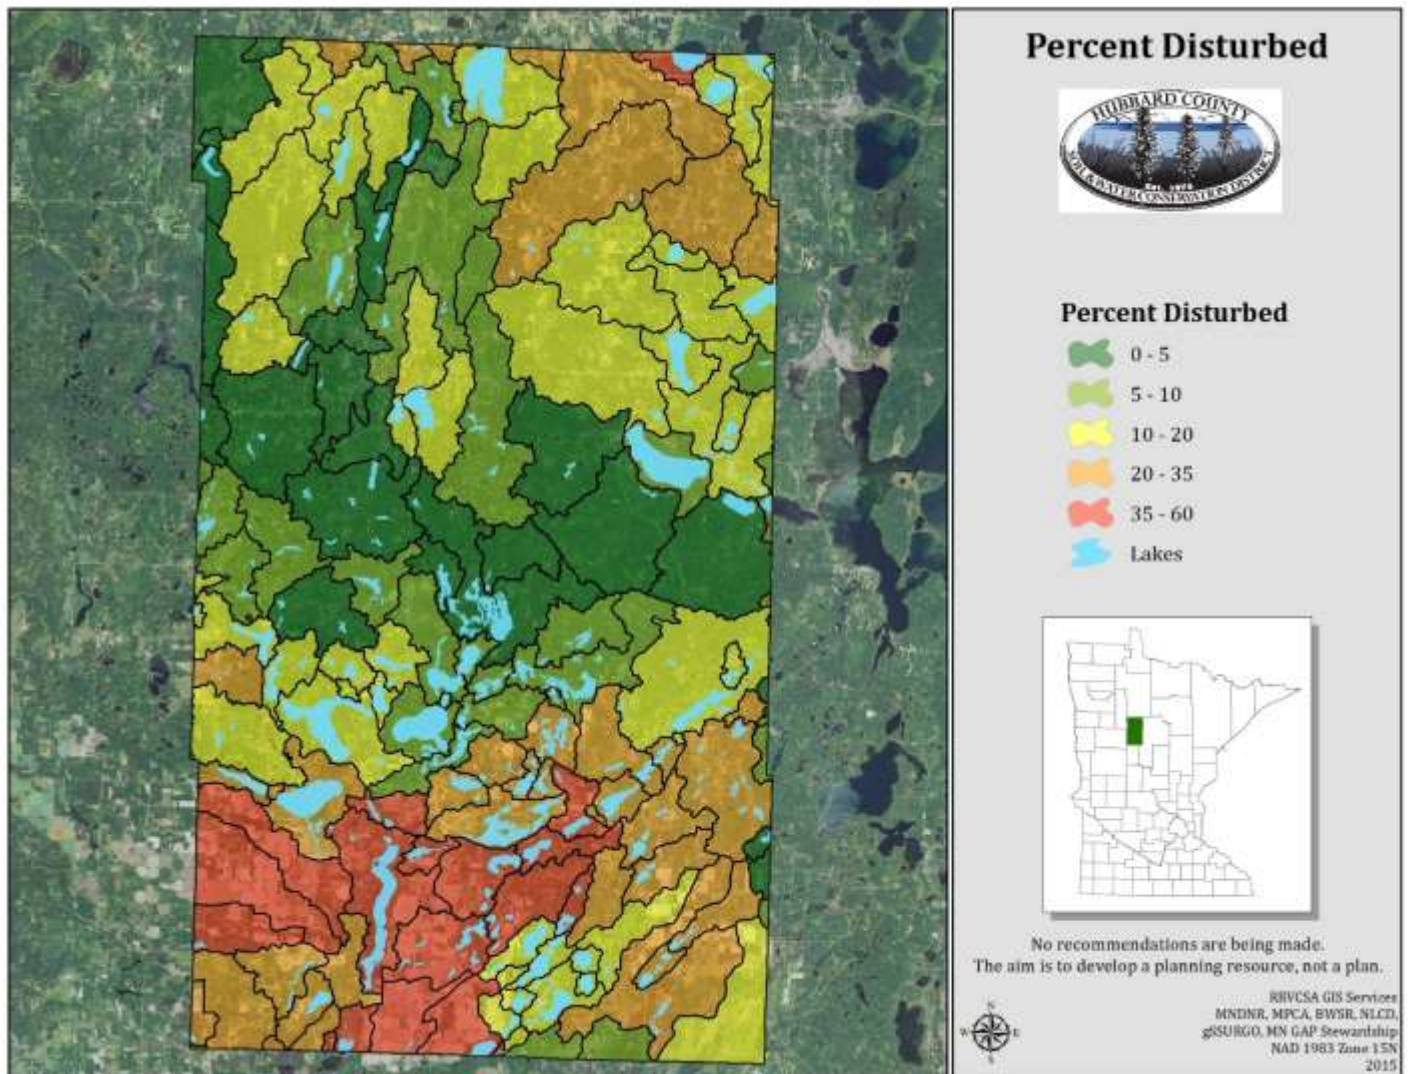 Percent Disturbed
HUBBARD COUNTY
SOIL & WATER CONSERVATION DISTRICT
Percent Disturbed
0 - 5
5 - 10
10 - 20
20 - 35
35 - 60
Lakes
No recommendations are being made.
The aim is to develop a planning resource, not a plan.
N
W E
S
RRVCSA GIS Services
MNDNR, MPCA, BWSR, NLCD,
gSSURGO, MN GAP Stewardship
NAD 1983 Zone 15N
2015